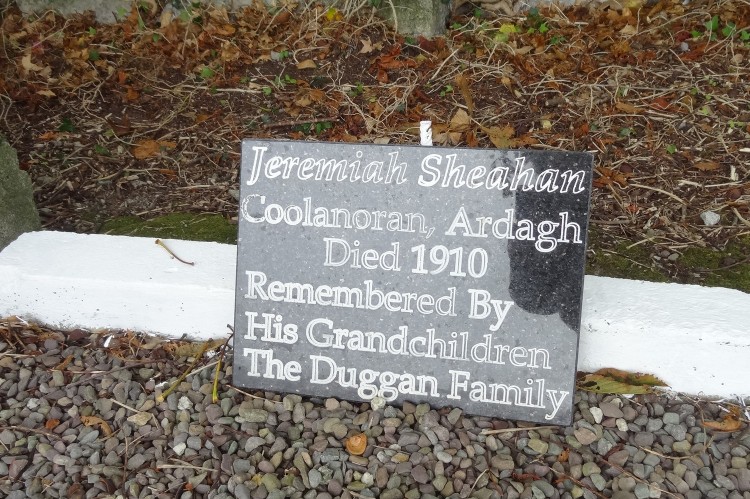 Jeremiah Sheahan
Coolanoran, Ardagh
Died 1910
Remembered By
His Grandchildren
The Duggan Family